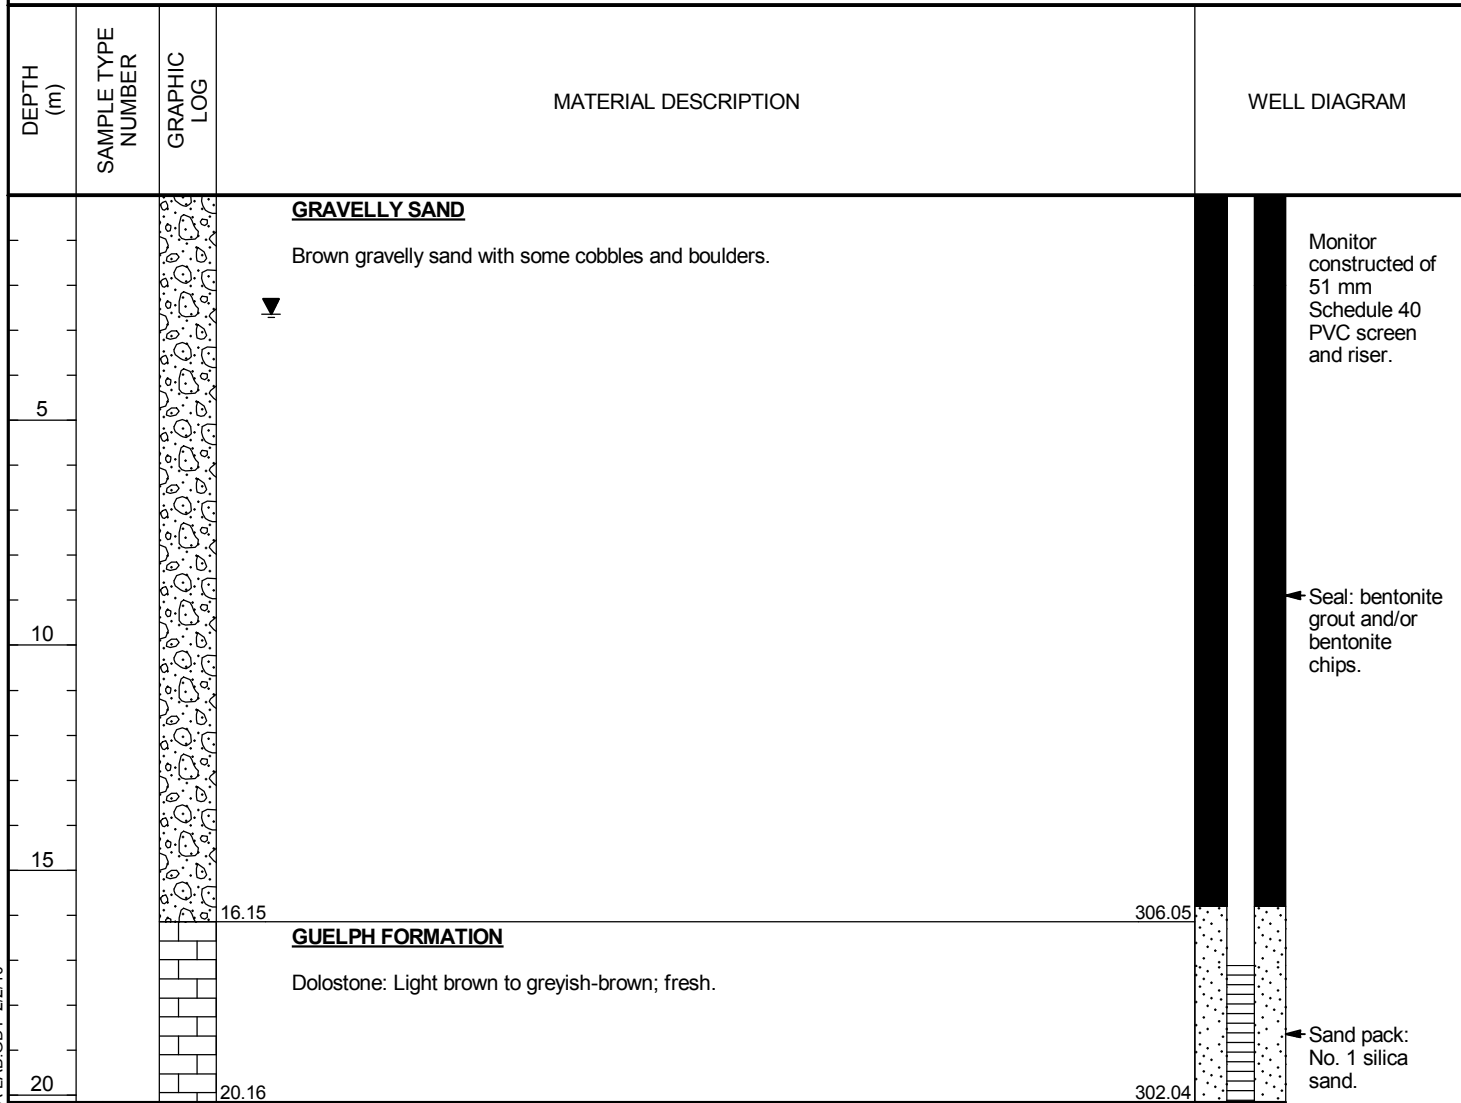 DEPTH
(m)
SAMPLE TYPE
NUMBER
GRAPHIC
LOG
MATERIAL DESCRIPTION
WELL DIAGRAM
GRAVELLY SAND
Brown gravelly sand with some cobbles and boulders.
Monitor
constructed of
51 mm
Schedule 40
PVC screen
and riser.
5
Seal: bentonite
grout and/or
bentonite
chips.
10
15
16.15
306.05
GUELPH FORMATION
Dolostone: Light brown to greyish-brown; fresh.
Sand pack:
No. 1 silica
sand.
20
20.16
302.04